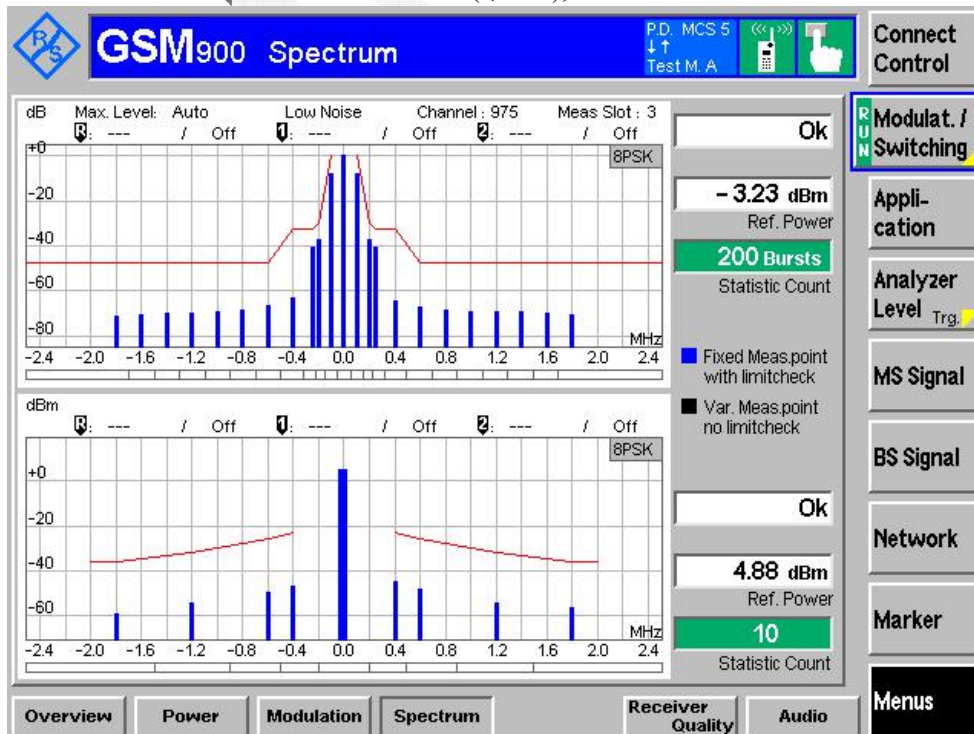 R&S
GSM900 Spectrum
P.D. MCS 5
Test M. A
Connect Control
dB Max. Level: Auto Low Noise Channel : 975 Meas Slot : 3
R: --- / Off 1: --- / Off 2: --- / Off
8PSK
+0
-20
-40
-60
-80
MHz
-2.4 -2.0 -1.6 -1.2 -0.8 -0.4 0.0 0.4 0.8 1.2 1.6 2.0 2.4
Ok
- 3.23 dBm
Ref. Power
200 Bursts
Statistic Count
Fixed Meas.point
with limitcheck
Var. Meas.point
no limitcheck
dBm
R: --- / Off 1: --- / Off 2: --- / Off
8PSK
+0
-20
-40
-60
MHz
-2.4 -2.0 -1.6 -1.2 -0.8 -0.4 0.0 0.4 0.8 1.2 1.6 2.0 2.4
Ok
4.88 dBm
Ref. Power
10
Statistic Count
RUN
Modulat. /
Switching
Appli-
cation
Analyzer
Level Trg.
MS Signal
BS Signal
Network
Marker
Menus
Overview Power Modulation Spectrum Receiver Quality Audio